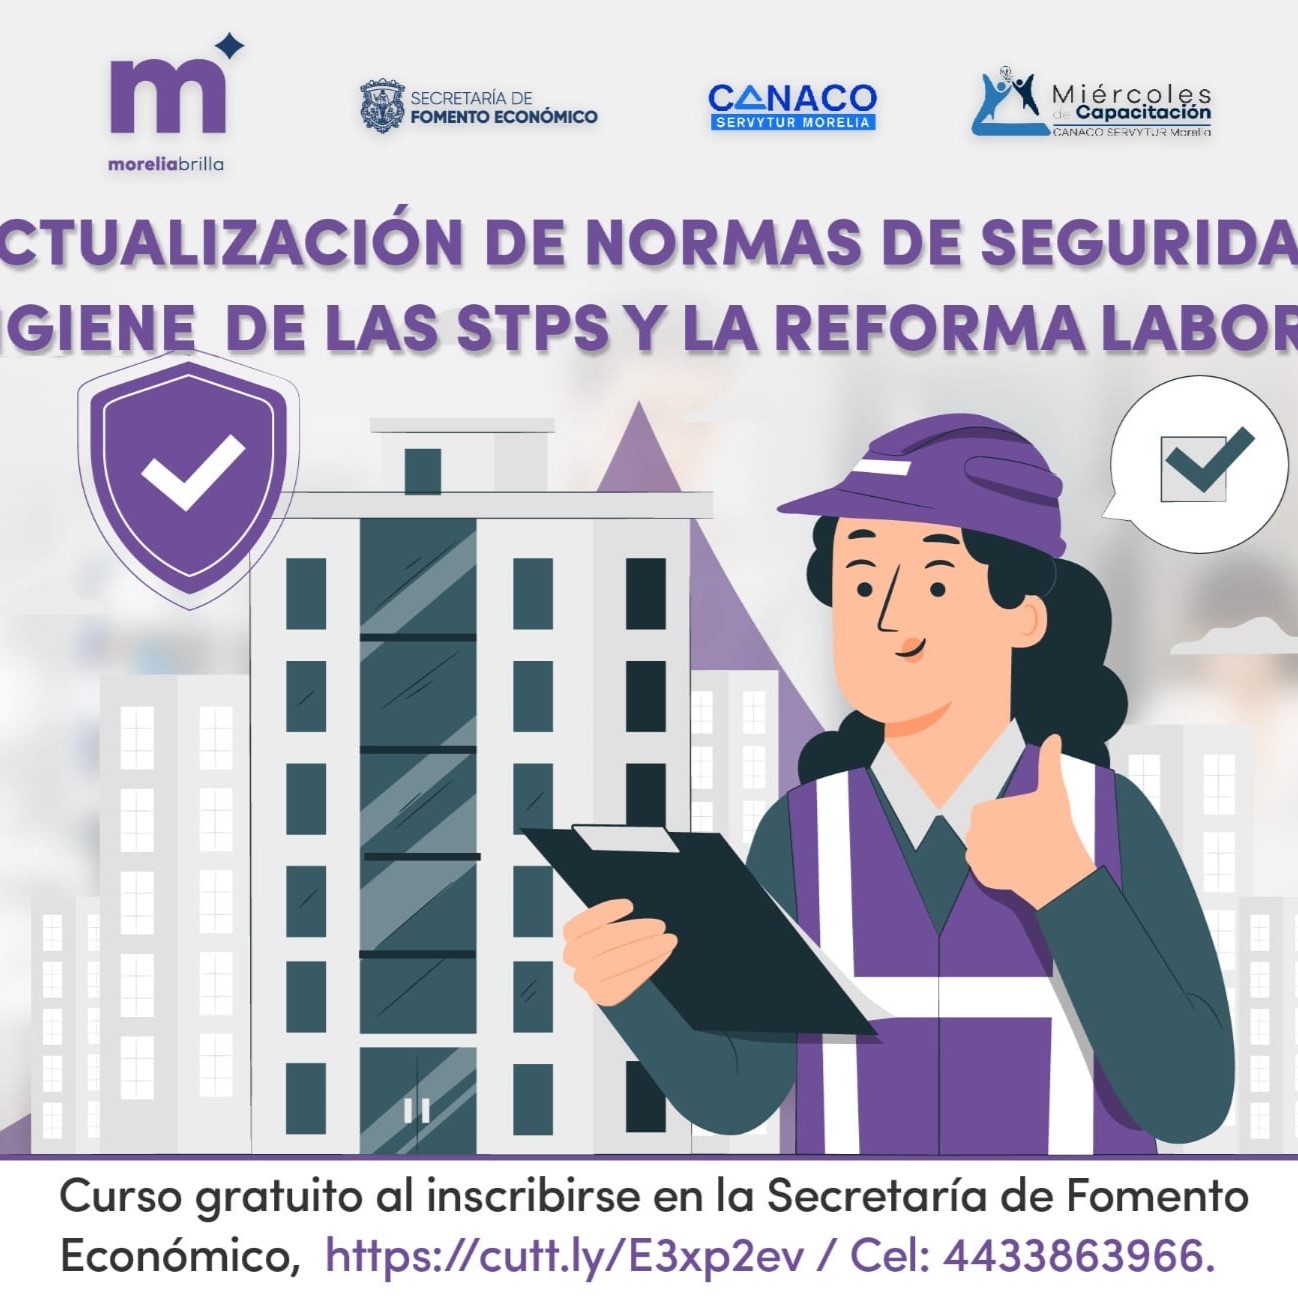 m
moreliabrilla
SECRETARÍA DE
FOMENTO ECONÓMICO
CANACO
SERVYTUR MORELIA
Miércoles
de Capacitación
CANACO SERVYTUR Morelia
CTUALIZACIÓN DE NORMAS DE SEGURIDA
IGIENE DE LAS STPS Y LA REFORMA LABOR
Curso gratuito al inscribirse en la Secretaría de Fomento
Económico, https://cutt.ly/E3xp2ev / Cel: 4433863966.